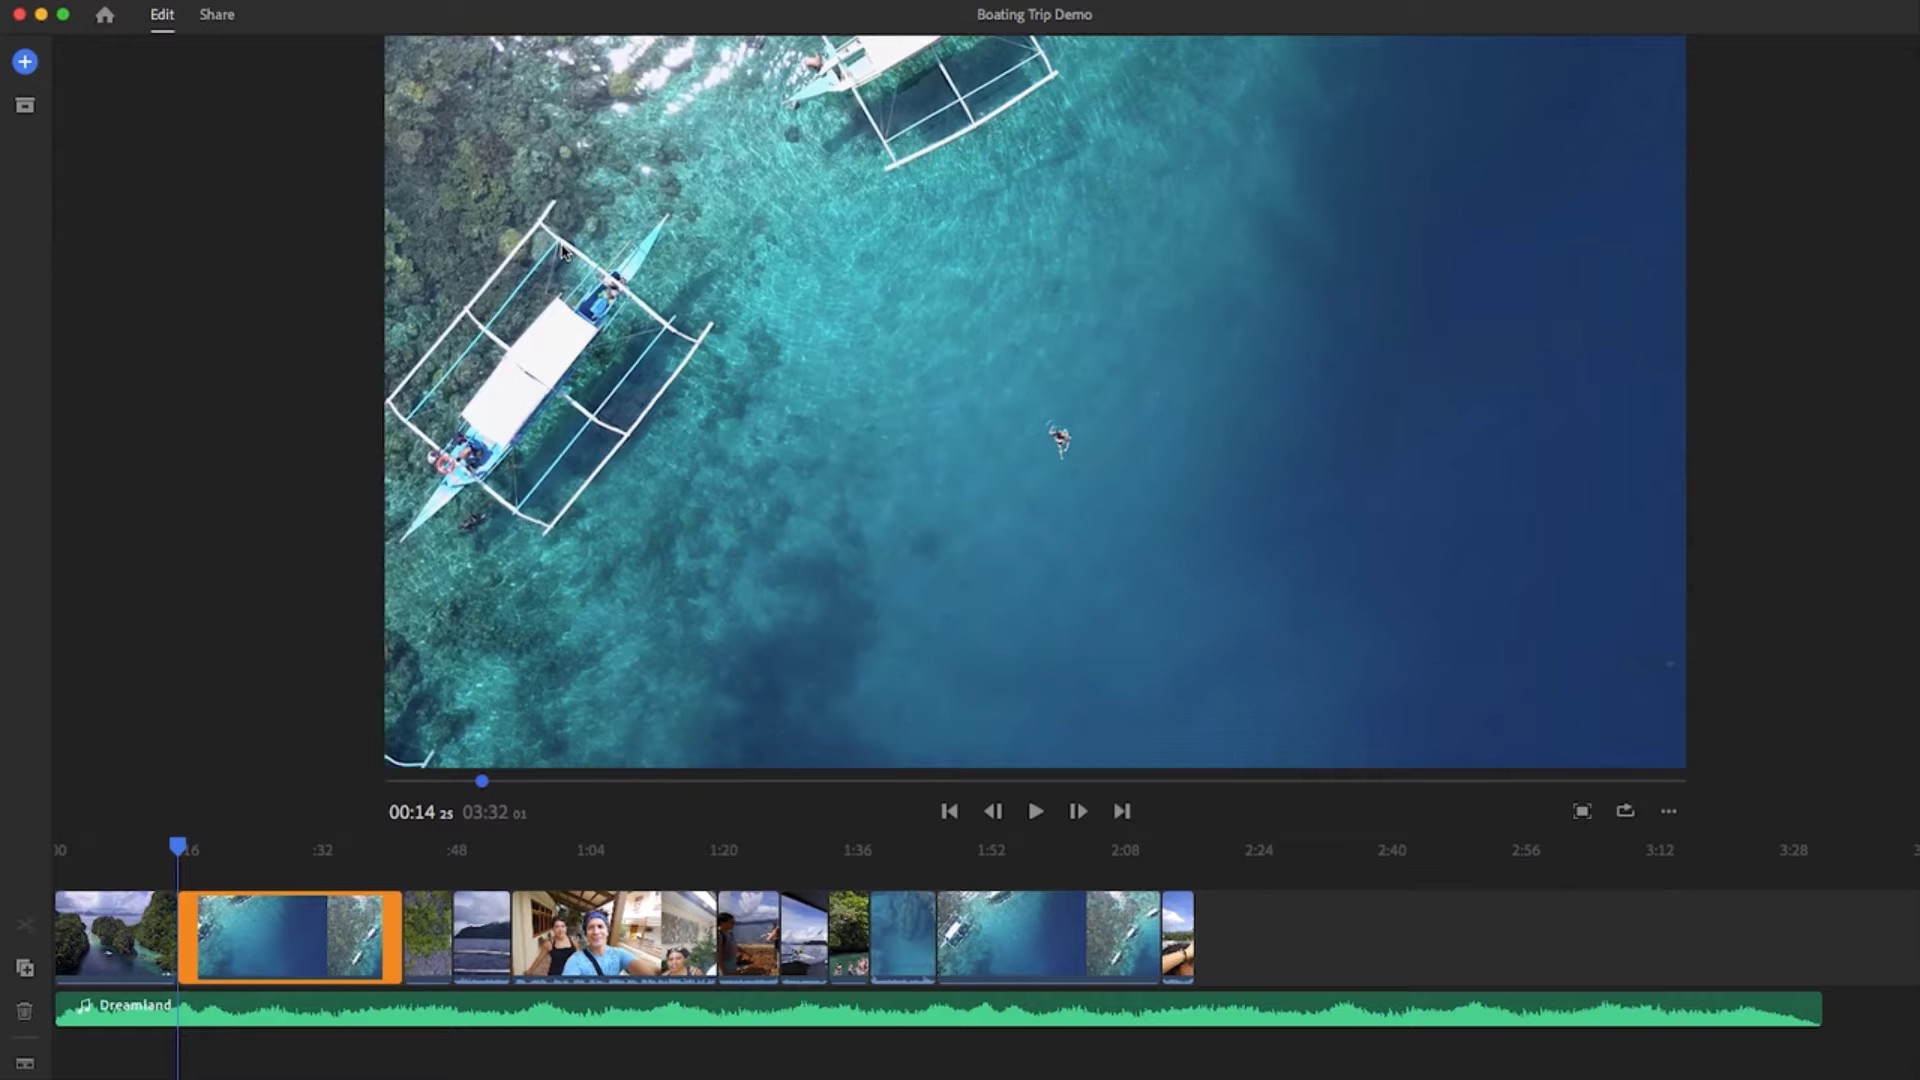 Edit Share Boating Trip Demo
00:14 25 03:32 01
:16 :32 :48 1:04 1:20 1:36 1:52 2:08 2:24 2:40 2:56 3:12 3:28
Dreamland